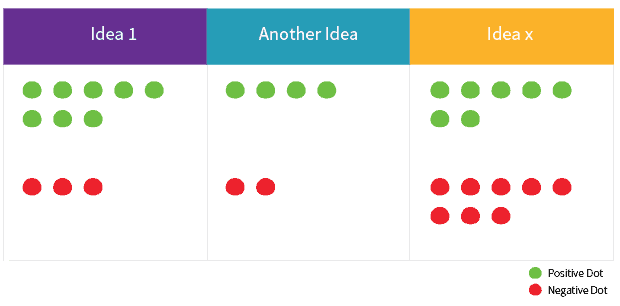 Idea 1
Another Idea
Idea x
Positive Dot
Negative Dot